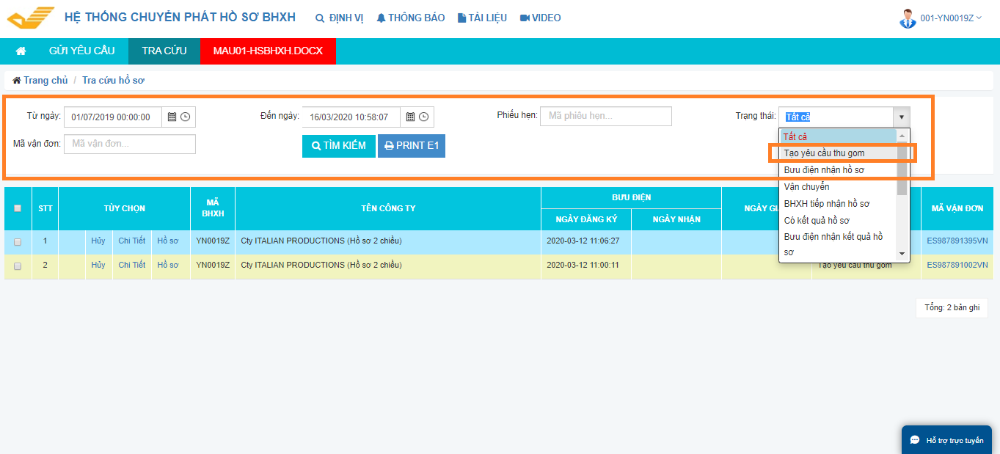 HỆ THỐNG CHUYỂN PHÁT HỒ SƠ BHXH ĐỊNH VỊ THÔNG BÁO TÀI LIỆU VIDEO 001-YN0019Z
GỬI YÊU CẦU TRA CỨU MAU01-HSBHXH.DOCX
Trang chủ / Tra cứu hồ sơ
Từ ngày: 01/07/2019 00:00:00 Đến ngày: 16/03/2020 10:58:07 Phiếu hẹn: Mã phiếu hẹn... Trạng thái: Tất cả
Mã vận đơn: Mã vận đơn... TÌM KIẾM PRINT E1
Tất cả
Tạo yêu cầu thu gom
Bưu điện nhận hồ sơ
Vận chuyển
BHXH tiếp nhận hồ sơ
Có kết quả hồ sơ
Bưu điện nhận kết quả hồ
sơ
STT TÙY CHỌN MÃ BHXH TÊN CÔNG TY BƯU ĐIỆN NGÀY MÃ VẬN ĐƠN
NGÀY ĐĂNG KÝ NGÀY NHẬN
1 Hủy Chi Tiết Hồ sơ YN0019Z Cty ITALIAN PRODUCTIONS (Hồ sơ 2 chiều) 2020-03-12 11:06:27 ES987891395VN
2 Hủy Chi Tiết Hồ sơ YN0019Z Cty ITALIAN PRODUCTIONS (Hồ sơ 2 chiều) 2020-03-12 11:00:11 Tạo yêu cầu thu gom ES987891002VN
Tổng: 2 bản ghi
Hỗ trợ trực tuyến